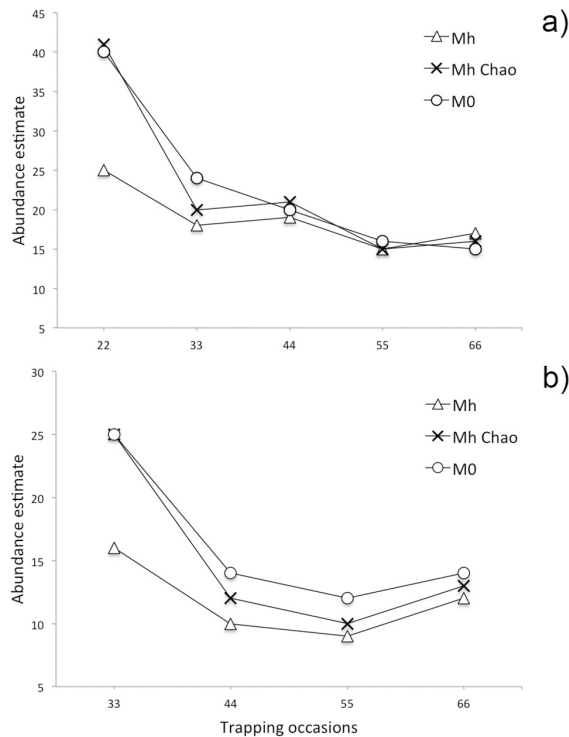 a)
45
40
35
30
25
20
15
10
5
Abundance estimate
Mh
Mh Chao
M0
22 33 44 55 66
b)
30
25
20
15
10
5
Abundance estimate
Mh
Mh Chao
M0
33 44 55 66
Trapping occasions